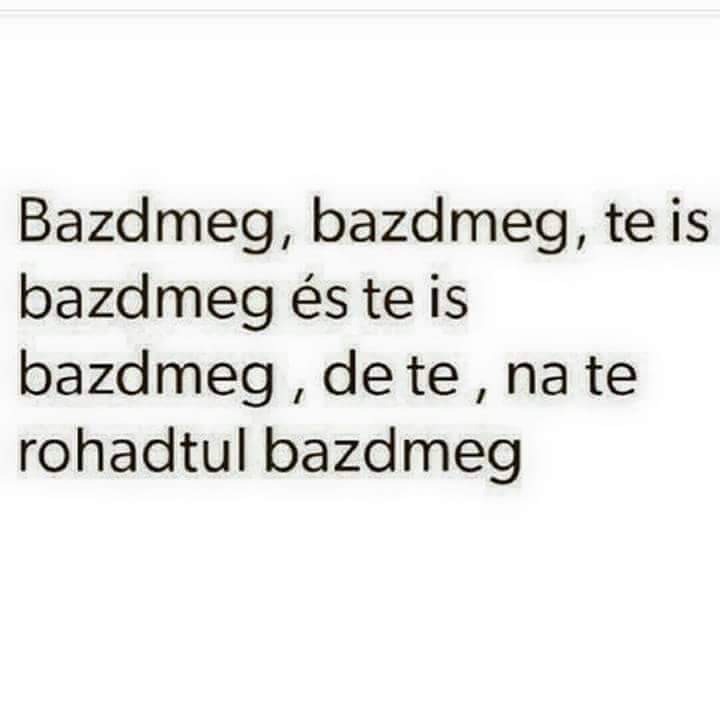 Bazdmeg, bazdmeg, te is
bazdmeg és te is
bazdmeg , de te , na te
rohadtul bazdmeg